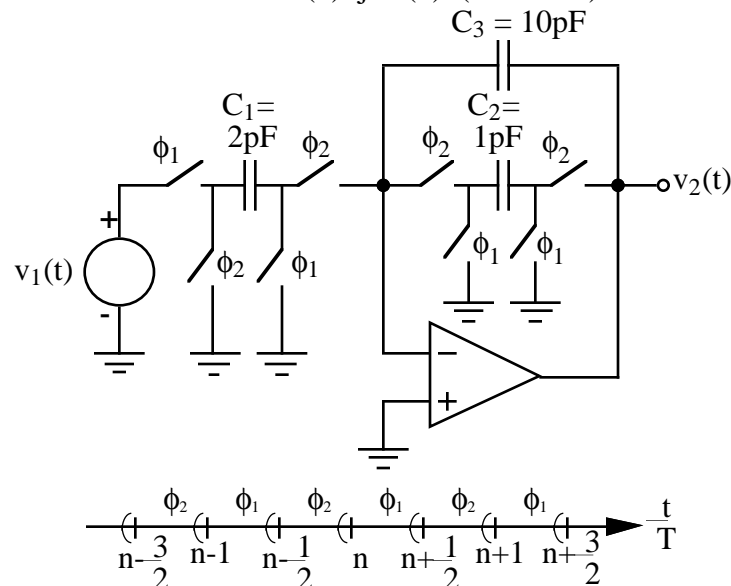 C₃ = 10pF
C₁=
2pF
C₂=
1pF
ϕ₁
ϕ₂
ϕ₂
ϕ₂
v₂(t)
+
v₁(t)
-
ϕ₂
ϕ₁
ϕ₁
ϕ₁
−
+
ϕ₂ ϕ₁ ϕ₂ ϕ₁ ϕ₂ ϕ₁
t/T
n-3/2 n-1 n-1/2 n n+1/2 n+1 n+3/2